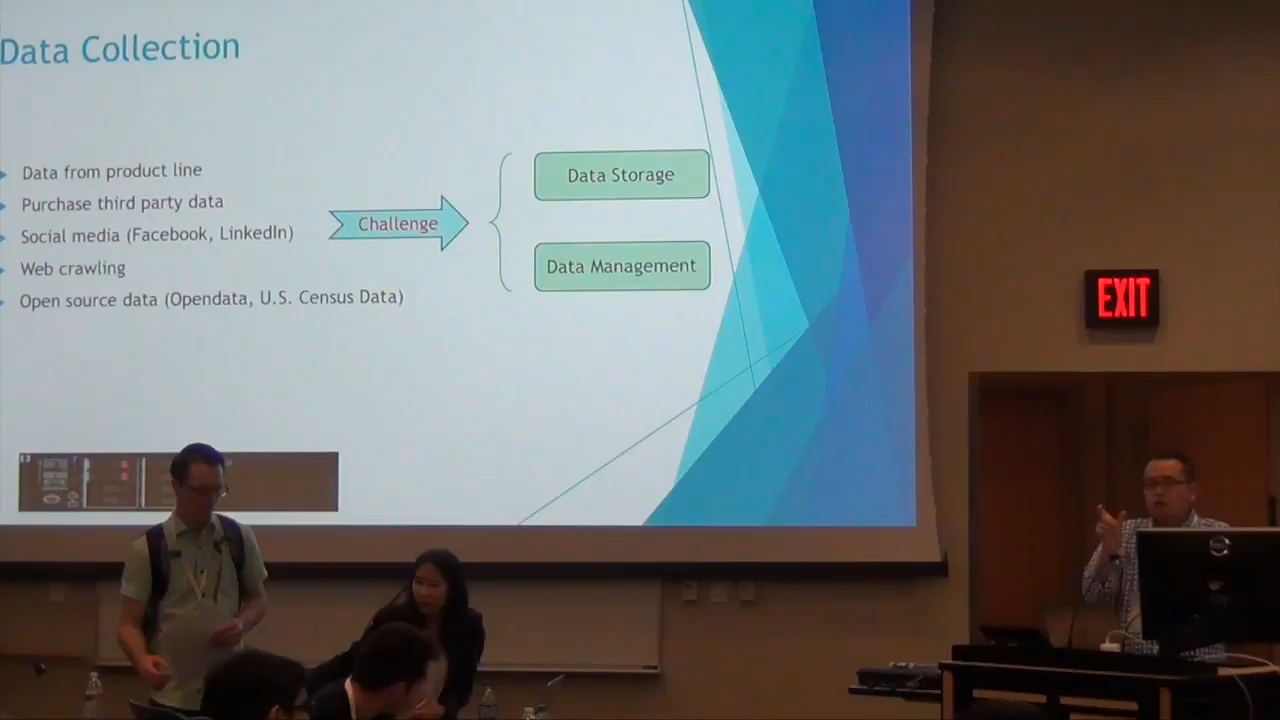 Data Collection
Data from product line
Purchase third party data
Social media (Facebook, LinkedIn)
Web crawling
Open source data (Opendata, U.S. Census Data)
Challenge
Data Storage
Data Management
EXIT